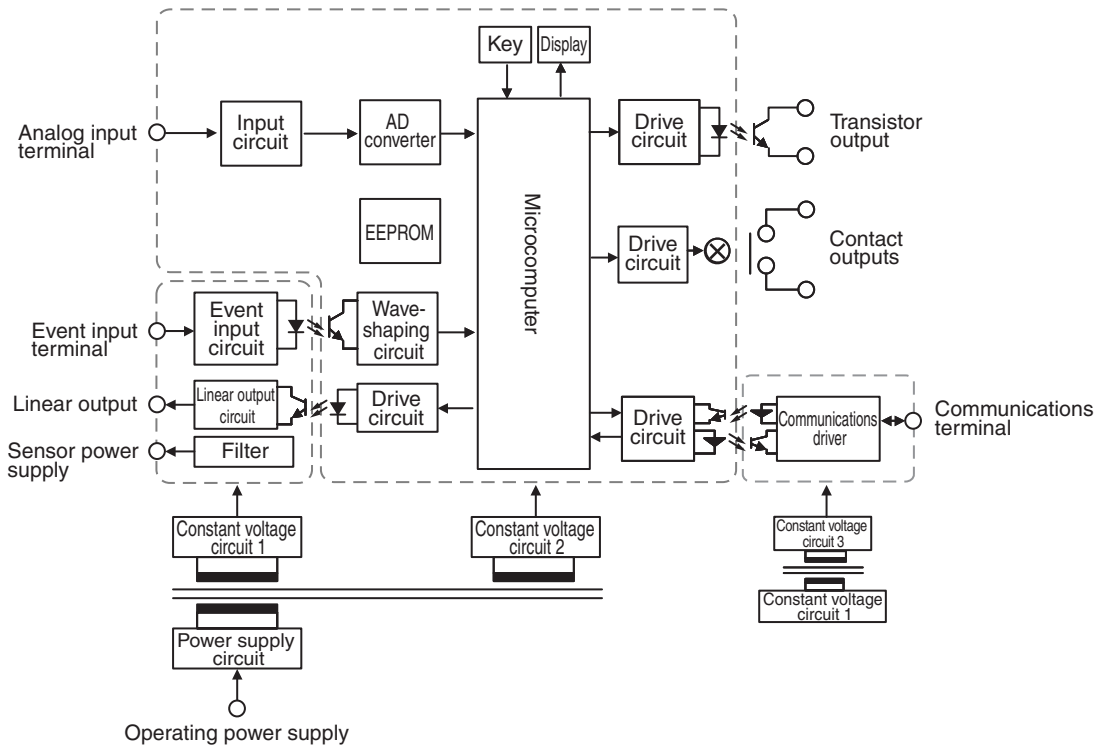 Key
Display
Analog input
terminal
Input
circuit
AD
converter
Drive
circuit
Transistor
output
EEPROM
Microcomputer
Drive
circuit
Contact
outputs
Event input
terminal
Event
input
circuit
Wave-
shaping
circuit
Linear output
Linear output
circuit
Drive
circuit
Drive
circuit
Communications
driver
Communications
terminal
Sensor power
supply
Filter
Constant voltage
circuit 1
Constant voltage
circuit 2
Constant voltage
circuit 3
Constant voltage
circuit 1
Power supply
circuit
Operating power supply